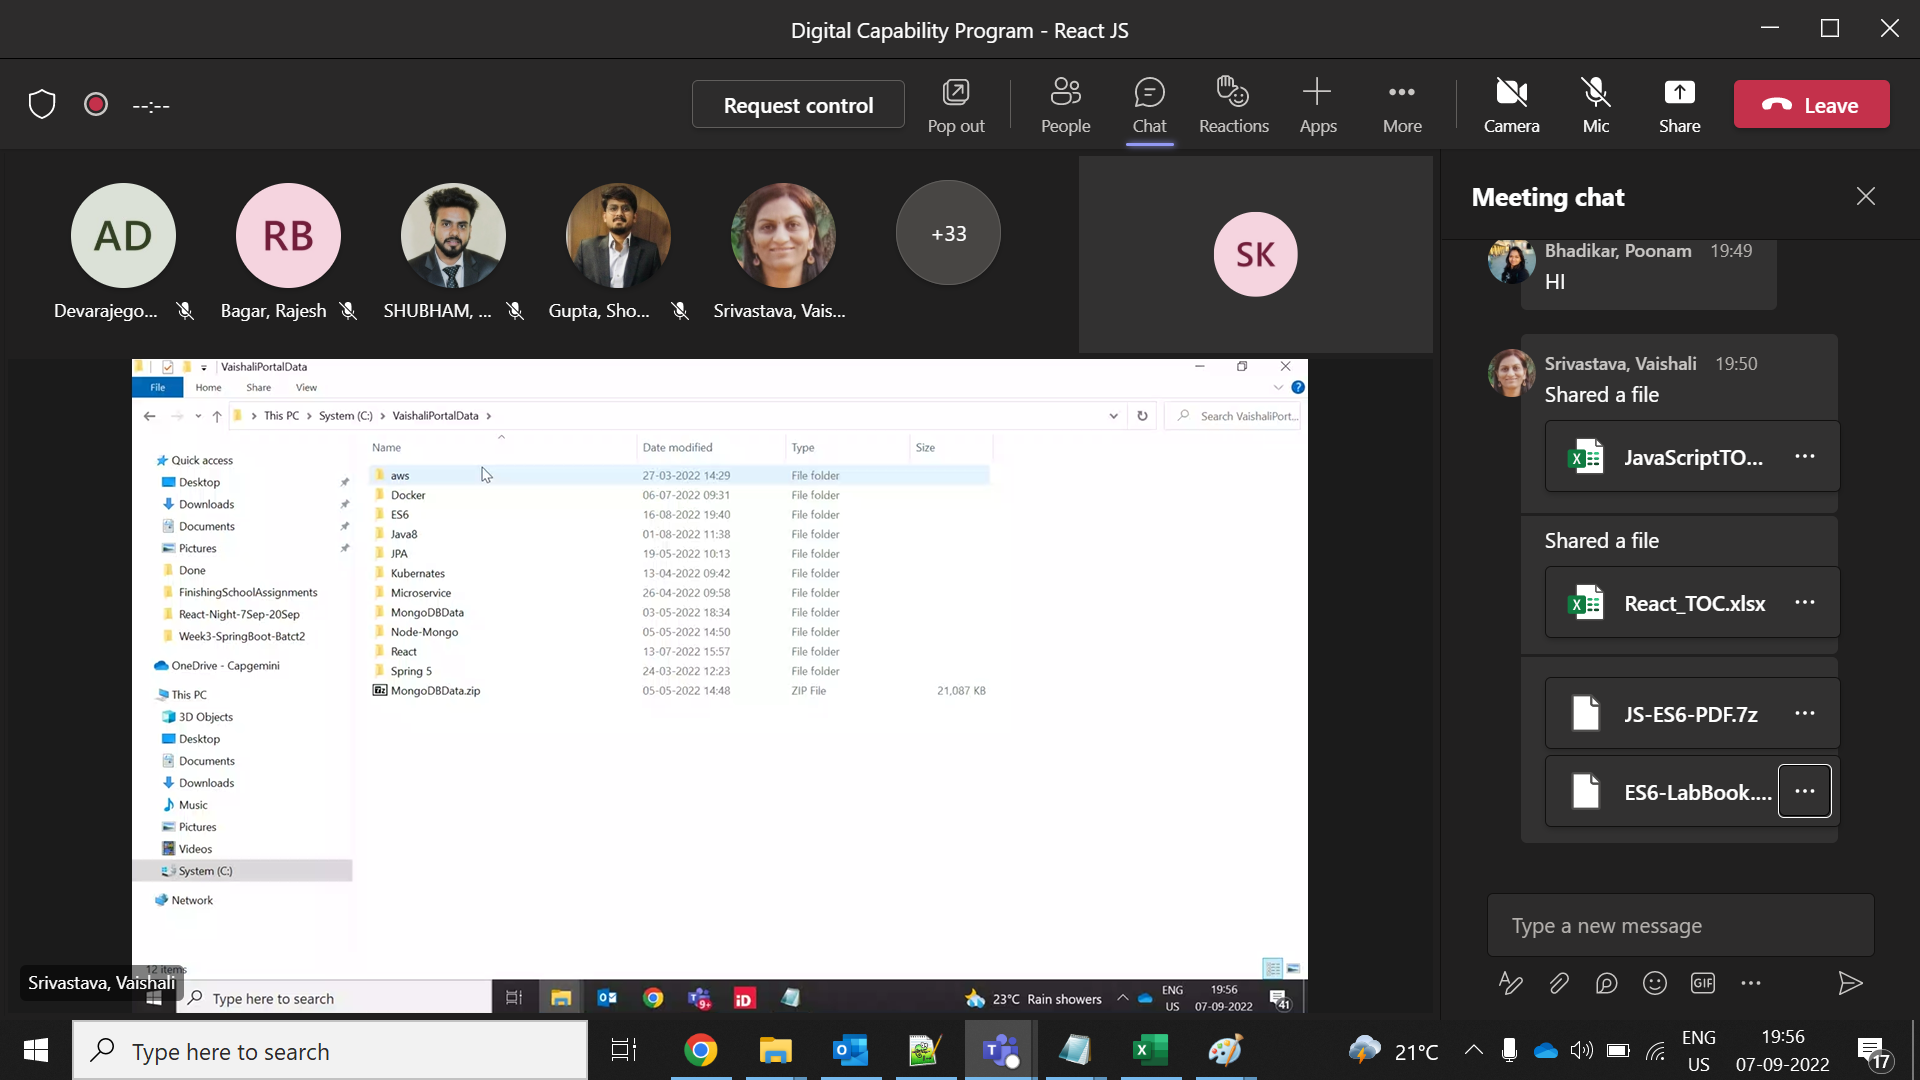 Digital Capability Program - React JS
--:--
Request control
Pop out
People
Chat
Reactions
Apps
More
Camera
Mic
Share
Leave
AD
RB
+33
SK
Devarajego...
Bagar, Rajesh
SHUBHAM, ...
Gupta, Sho...
Srivastava, Vais...
Meeting chat
Bhadikar, Poonam 19:49
HI
Srivastava, Vaishali 19:50
Shared a file
JavaScriptTO...
Shared a file
React_TOC.xlsx
JS-ES6-PDF.7z
ES6-LabBook....
Type a new message
GIF
VaishaliPortalData
File Home Share View
This PC > System (C:) > VaishaliPortalData >
Search VaishaliPort...
Name Date modified Type Size
aws 27-03-2022 14:29 File folder
Docker 06-07-2022 09:31 File folder
ES6 16-08-2022 19:40 File folder
Java8 01-08-2022 11:38 File folder
JPA 19-05-2022 10:13 File folder
Kubernates 13-04-2022 09:42 File folder
Microservice 26-04-2022 09:58 File folder
MongoDBData 03-05-2022 18:34 File folder
Node-Mongo 05-05-2022 14:50 File folder
React 13-07-2022 15:57 File folder
Spring 5 24-03-2022 12:23 File folder
MongoDBData.zip 05-05-2022 14:48 ZIP File 21,087 KB
Quick access
Desktop
Downloads
Documents
Pictures
Done
FinishingSchoolAssignments
React-Night-7Sep-20Sep
Week3-SpringBoot-Batct2
OneDrive - Capgemini
This PC
3D Objects
Desktop
Documents
Downloads
Music
Pictures
Videos
System (C:)
Network
12 items
Srivastava, Vaishali
Type here to search
9+
iD
23°C Rain showers
ENG
US
19:56
07-09-2022
41
Type here to search
21°C
ENG
US
19:56
07-09-2022
17